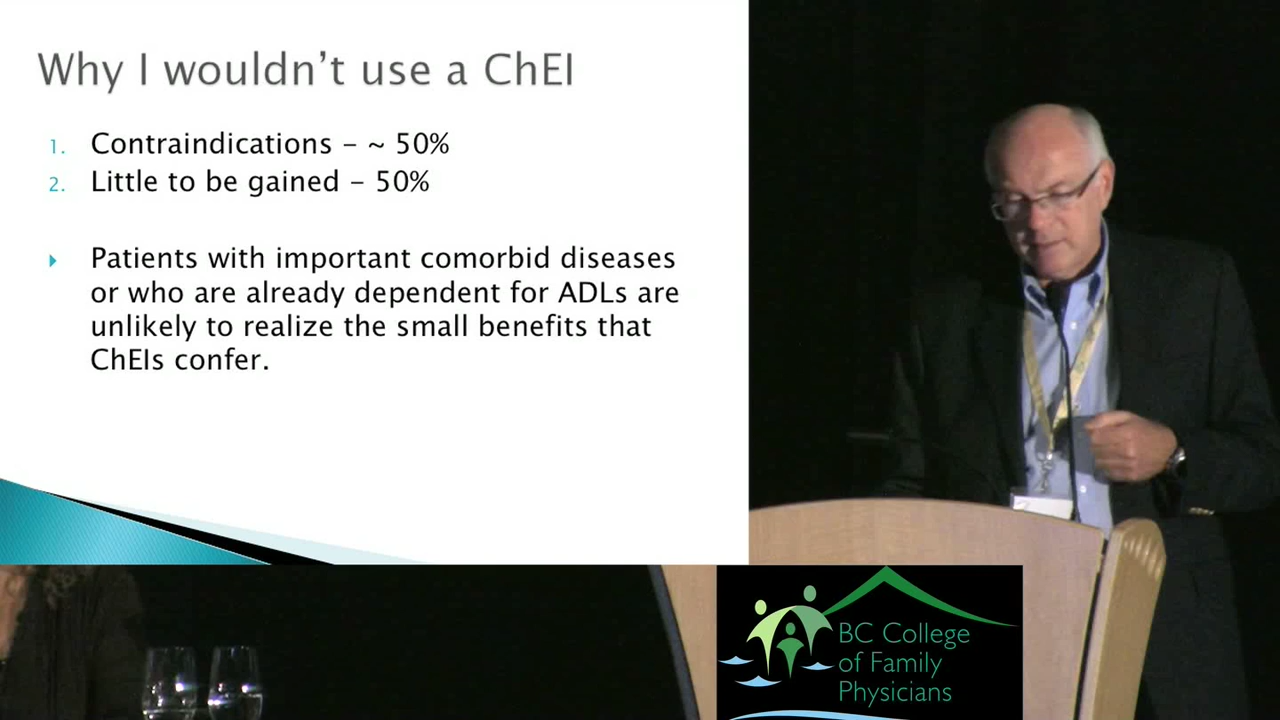 Why I wouldn't use a ChEI
1. Contraindications – ~ 50%
2. Little to be gained – 50%
Patients with important comorbid diseases
or who are already dependent for ADLs are
unlikely to realize the small benefits that
ChEIs confer.
BC College
of Family
Physicians